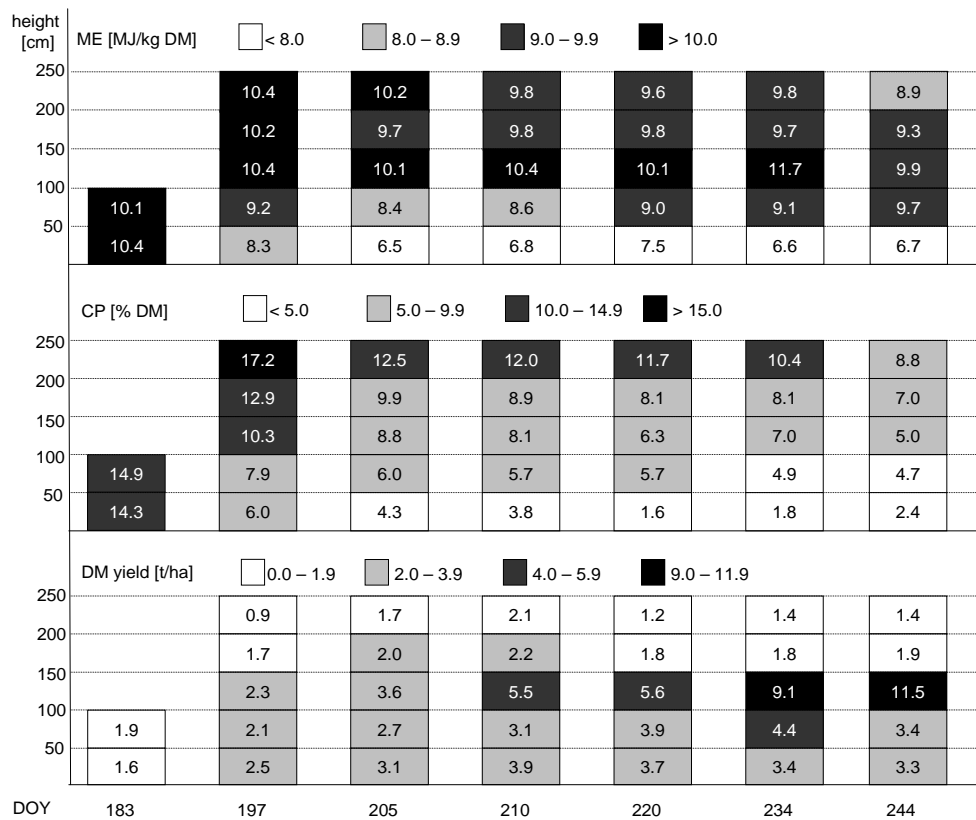 height
[cm]
ME [MJ/kg DM] < 8.0 8.0 – 8.9 9.0 – 9.9 > 10.0
250
10.4 10.2 9.8 9.6 9.8 8.9
200
10.2 9.7 9.8 9.8 9.7 9.3
150
10.4 10.1 10.4 10.1 11.7 9.9
100
10.1 9.2 8.4 8.6 9.0 9.1 9.7
50
10.4 8.3 6.5 6.8 7.5 6.6 6.7
CP [% DM] < 5.0 5.0 – 9.9 10.0 – 14.9 > 15.0
250
17.2 12.5 12.0 11.7 10.4 8.8
200
12.9 9.9 8.9 8.1 8.1 7.0
150
10.3 8.8 8.1 6.3 7.0 5.0
100
14.9 7.9 6.0 5.7 5.7 4.9 4.7
50
14.3 6.0 4.3 3.8 1.6 1.8 2.4
DM yield [t/ha] 0.0 – 1.9 2.0 – 3.9 4.0 – 5.9 9.0 – 11.9
250
0.9 1.7 2.1 1.2 1.4 1.4
200
1.7 2.0 2.2 1.8 1.8 1.9
150
2.3 3.6 5.5 5.6 9.1 11.5
100
1.9 2.1 2.7 3.1 3.9 4.4 3.4
50
1.6 2.5 3.1 3.9 3.7 3.4 3.3
DOY 183 197 205 210 220 234 244